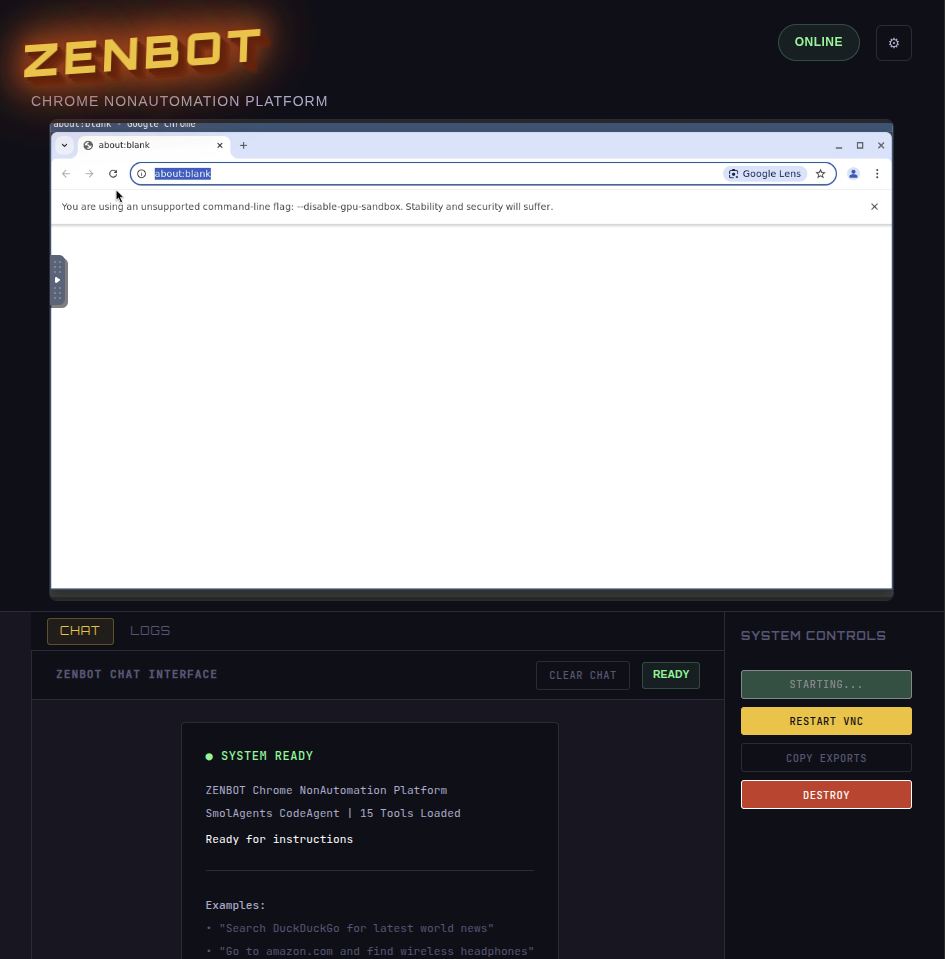 ZENBOT
ONLINE
CHROME NONAUTOMATION PLATFORM
about:blank - Google Chrome
about:blank
about:blank
Google Lens
You are using an unsupported command-line flag: --disable-gpu-sandbox. Stability and security will suffer.
CHAT
LOGS
SYSTEM CONTROLS
ZENBOT CHAT INTERFACE
CLEAR CHAT
READY
STARTING...
RESTART VNC
COPY EXPORTS
DESTROY
● SYSTEM READY
ZENBOT Chrome NonAutomation Platform
SmolAgents CodeAgent | 15 Tools Loaded
Ready for instructions
Examples:
• "Search DuckDuckGo for latest world news"
• "Go to amazon.com and find wireless headphones"